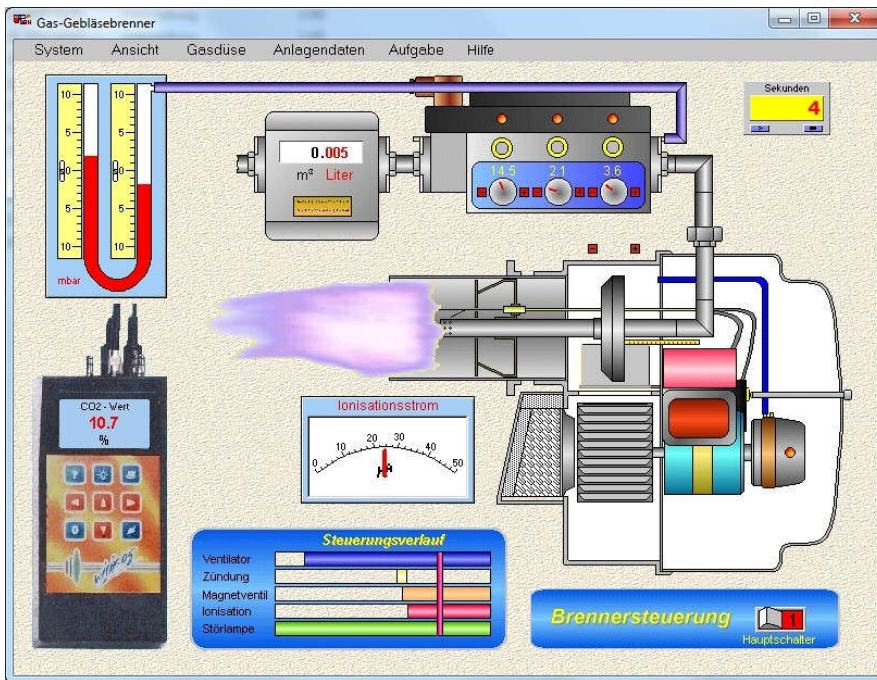 Gas-Gebläsebrenner
System Ansicht Gasdüse Anlagendaten Aufgabe Hilfe
10 10
5 5
0 0
5 5
10 10
mbar
0.005
m³ Liter
14.5 2.1 3.6
Sekunden
4
CO2 - Wert
10.7
%
Ionisationsstrom
0 10 20 30 40 50
µA
Steuerungsverlauf
Ventilator
Zündung
Magnetventil
Ionisation
Störlampe
Brennersteuerung
1
Hauptschalter